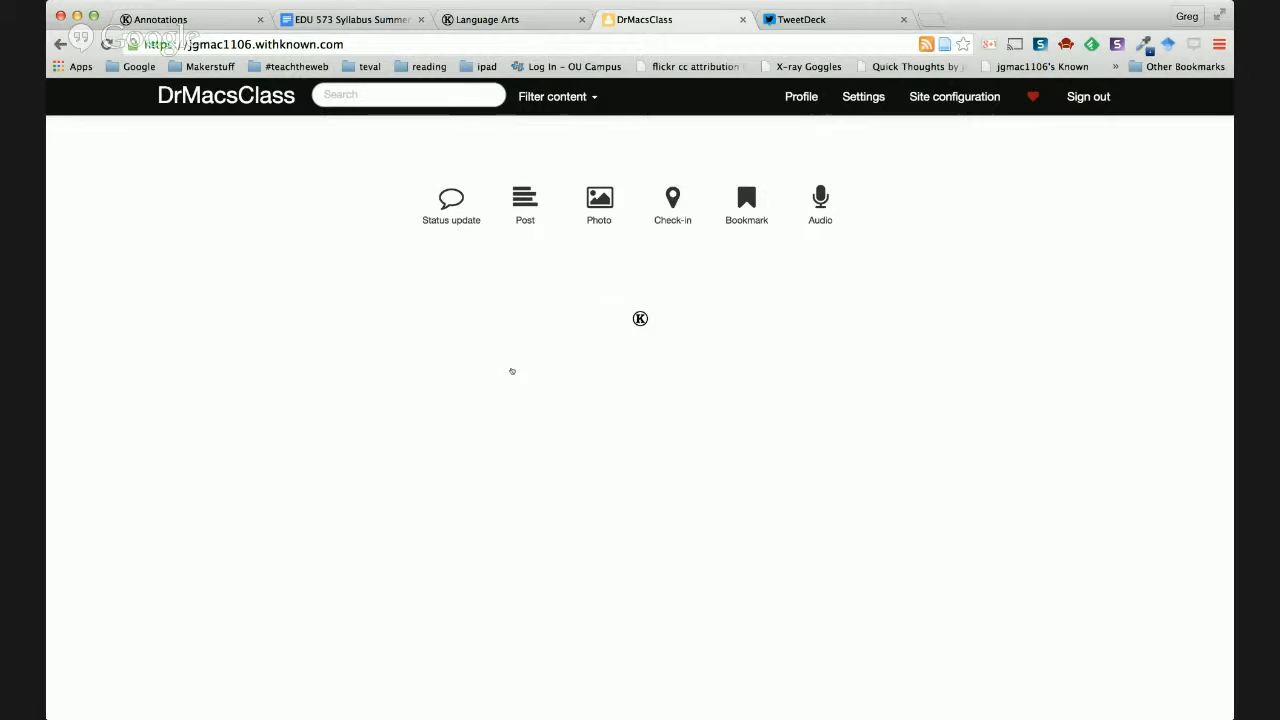 Annotations
EDU 573 Syllabus Summer
Language Arts
DrMacsClass
TweetDeck
Greg
Google
https://jgmac1106.withknown.com
Apps
Google
Makerstuff
#teachtheweb
teval
reading
ipad
Log In - OU Campus
flickr cc attribution
X-ray Goggles
Quick Thoughts by j
jgmac1106's Known
»
Other Bookmarks
DrMacsClass
Search
Filter content
Profile
Settings
Site configuration
Sign out
Status update
Post
Photo
Check-in
Bookmark
Audio
K